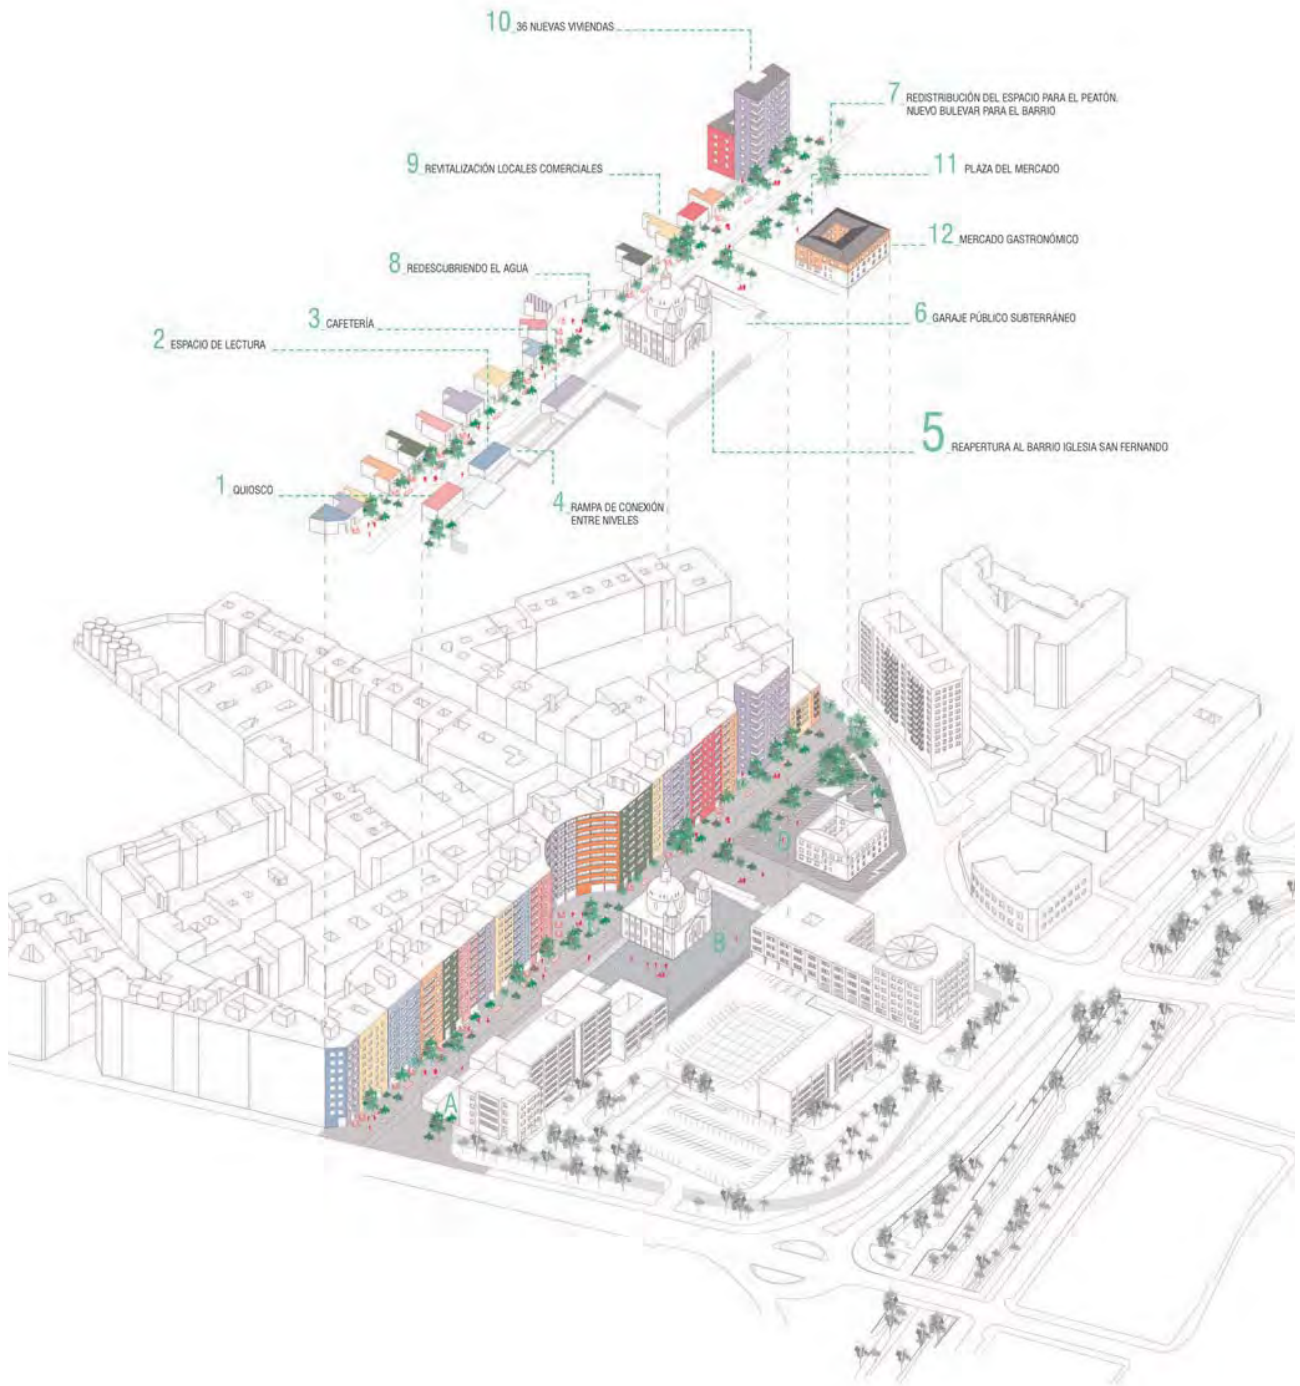 10 36 NUEVAS VIVIENDAS
7 REDISTRIBUCIÓN DEL ESPACIO PARA EL PEATÓN.
NUEVO BULEVAR PARA EL BARRIO
9 REVITALIZACIÓN LOCALES COMERCIALES
11 PLAZA DEL MERCADO
12 MERCADO GASTRONÓMICO
8 REDESCUBRIENDO EL AGUA
3 CAFETERÍA
6 GARAJE PÚBLICO SUBTERRÁNEO
2 ESPACIO DE LECTURA
5 REAPERTURA AL BARRIO IGLESIA SAN FERNANDO
1 QUIOSCO
4 RAMPA DE CONEXIÓN
ENTRE NIVELES
D
B
A